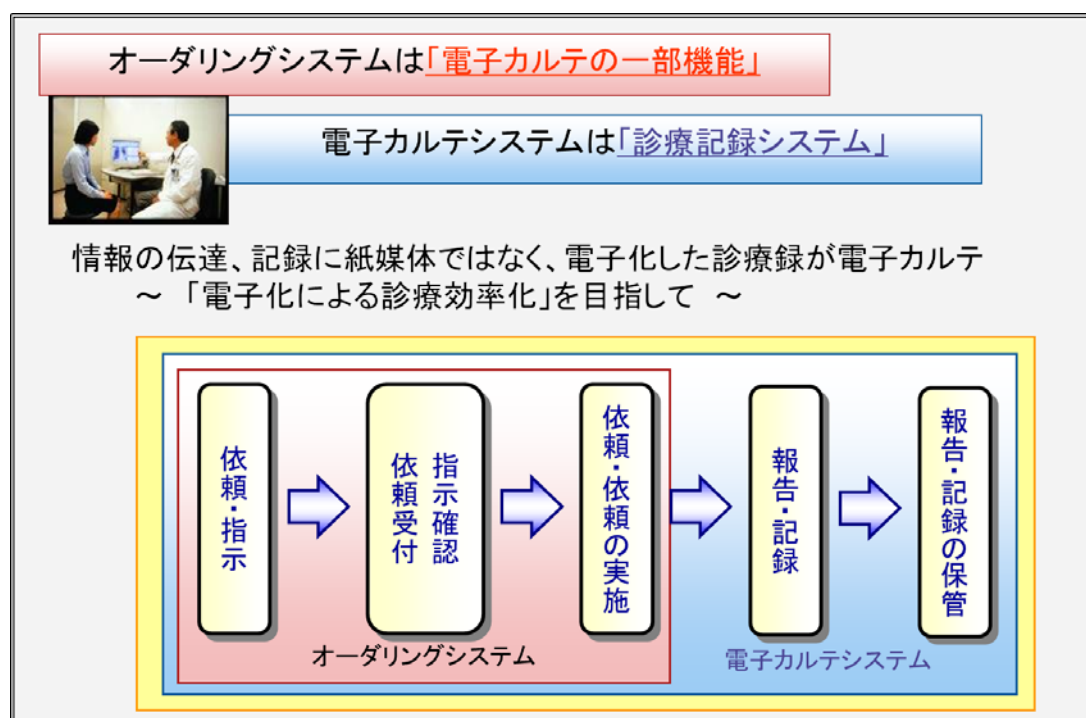 オーダリングシステムは「電子カルテの一部機能」
電子カルテシステムは「診療記録システム」
情報の伝達、記録に紙媒体ではなく、電子化した診療録が電子カルテ
～ 「電子化による診療効率化」を目指して ～
依頼・指示
指示確認
依頼受付
依頼・依頼の実施
報告・記録
報告・記録の保管
オーダリングシステム
電子カルテシステム